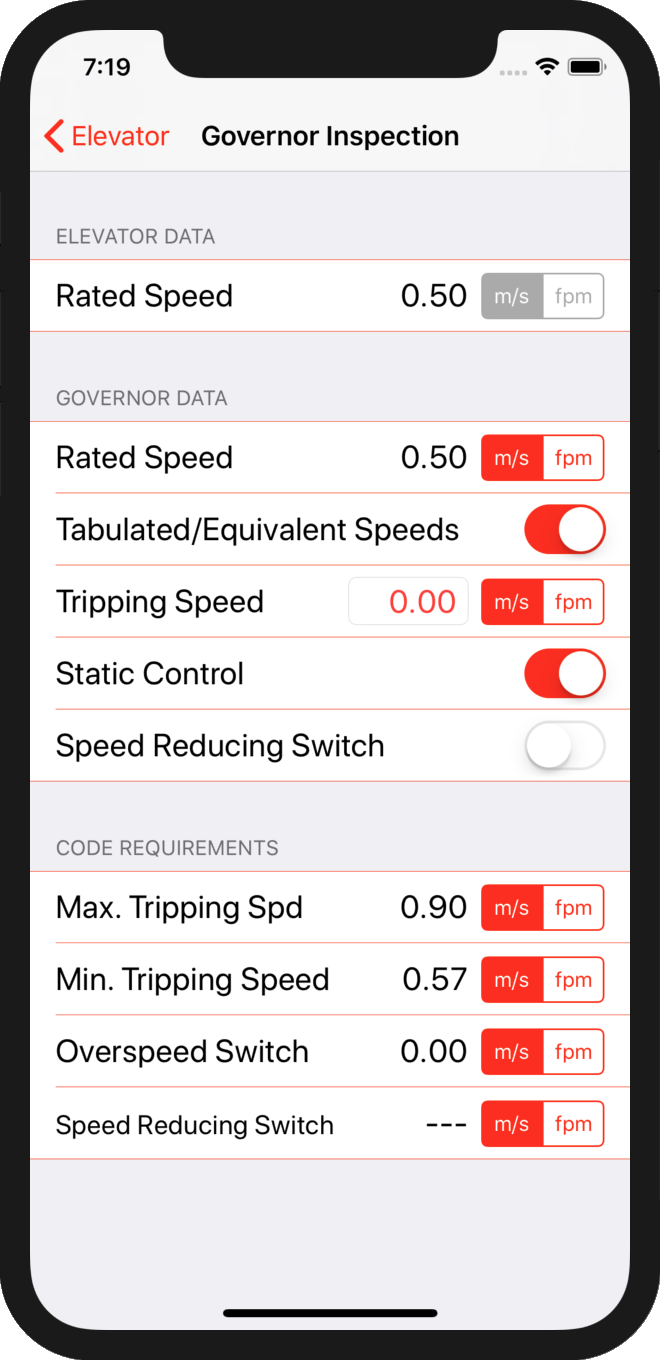 7:19
Elevator Governor Inspection
ELEVATOR DATA
Rated Speed 0.50 m/s fpm
GOVERNOR DATA
Rated Speed 0.50 m/s fpm
Tabulated/Equivalent Speeds
Tripping Speed 0.00 m/s fpm
Static Control
Speed Reducing Switch
CODE REQUIREMENTS
Max. Tripping Spd 0.90 m/s fpm
Min. Tripping Speed 0.57 m/s fpm
Overspeed Switch 0.00 m/s fpm
Speed Reducing Switch --- m/s fpm